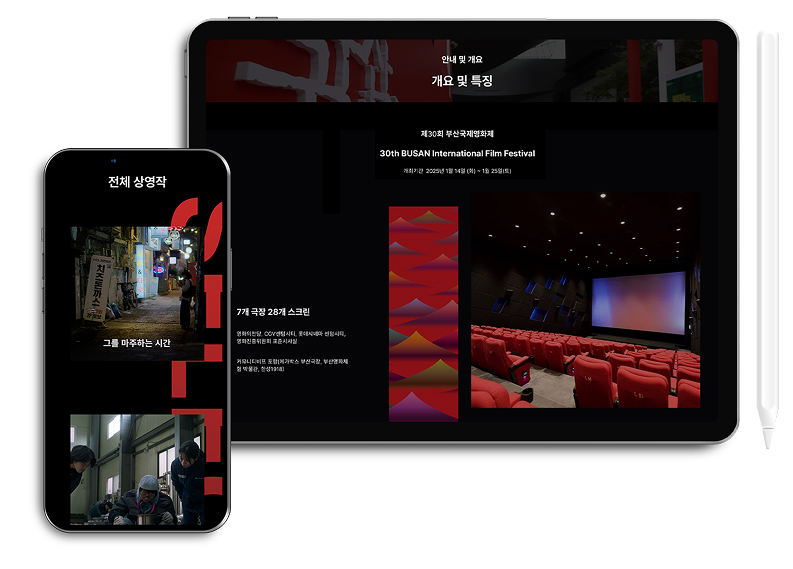 안내 및 개요
개요 및 특징
제30회 부산국제영화제
30th BUSAN International Film Festival
개최기간 2025년 1월 14일 (화) ~ 1월 25일(토)
7개 극장 28개 스크린
영화의전당, CGV센텀시티, 롯데시네마 센텀시티,
영화진흥위원회 표준시사실
커뮤니티비프 포함(메가박스 부산극장, 부산영화체
험 박물관, 한성1918)
전체 상영작
치즈돈까스
그를 마주하는 시간